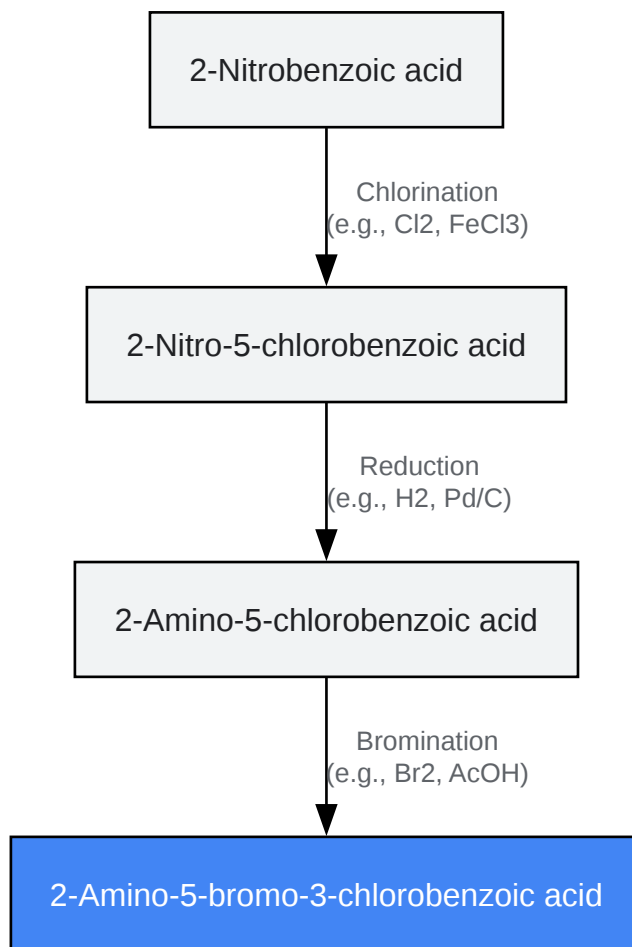 2-Nitrobenzoic acid
Chlorination
(e.g., Cl2, FeCl3)
2-Nitro-5-chlorobenzoic acid
Reduction
(e.g., H2, Pd/C)
2-Amino-5-chlorobenzoic acid
Bromination
(e.g., Br2, AcOH)
2-Amino-5-bromo-3-chlorobenzoic acid